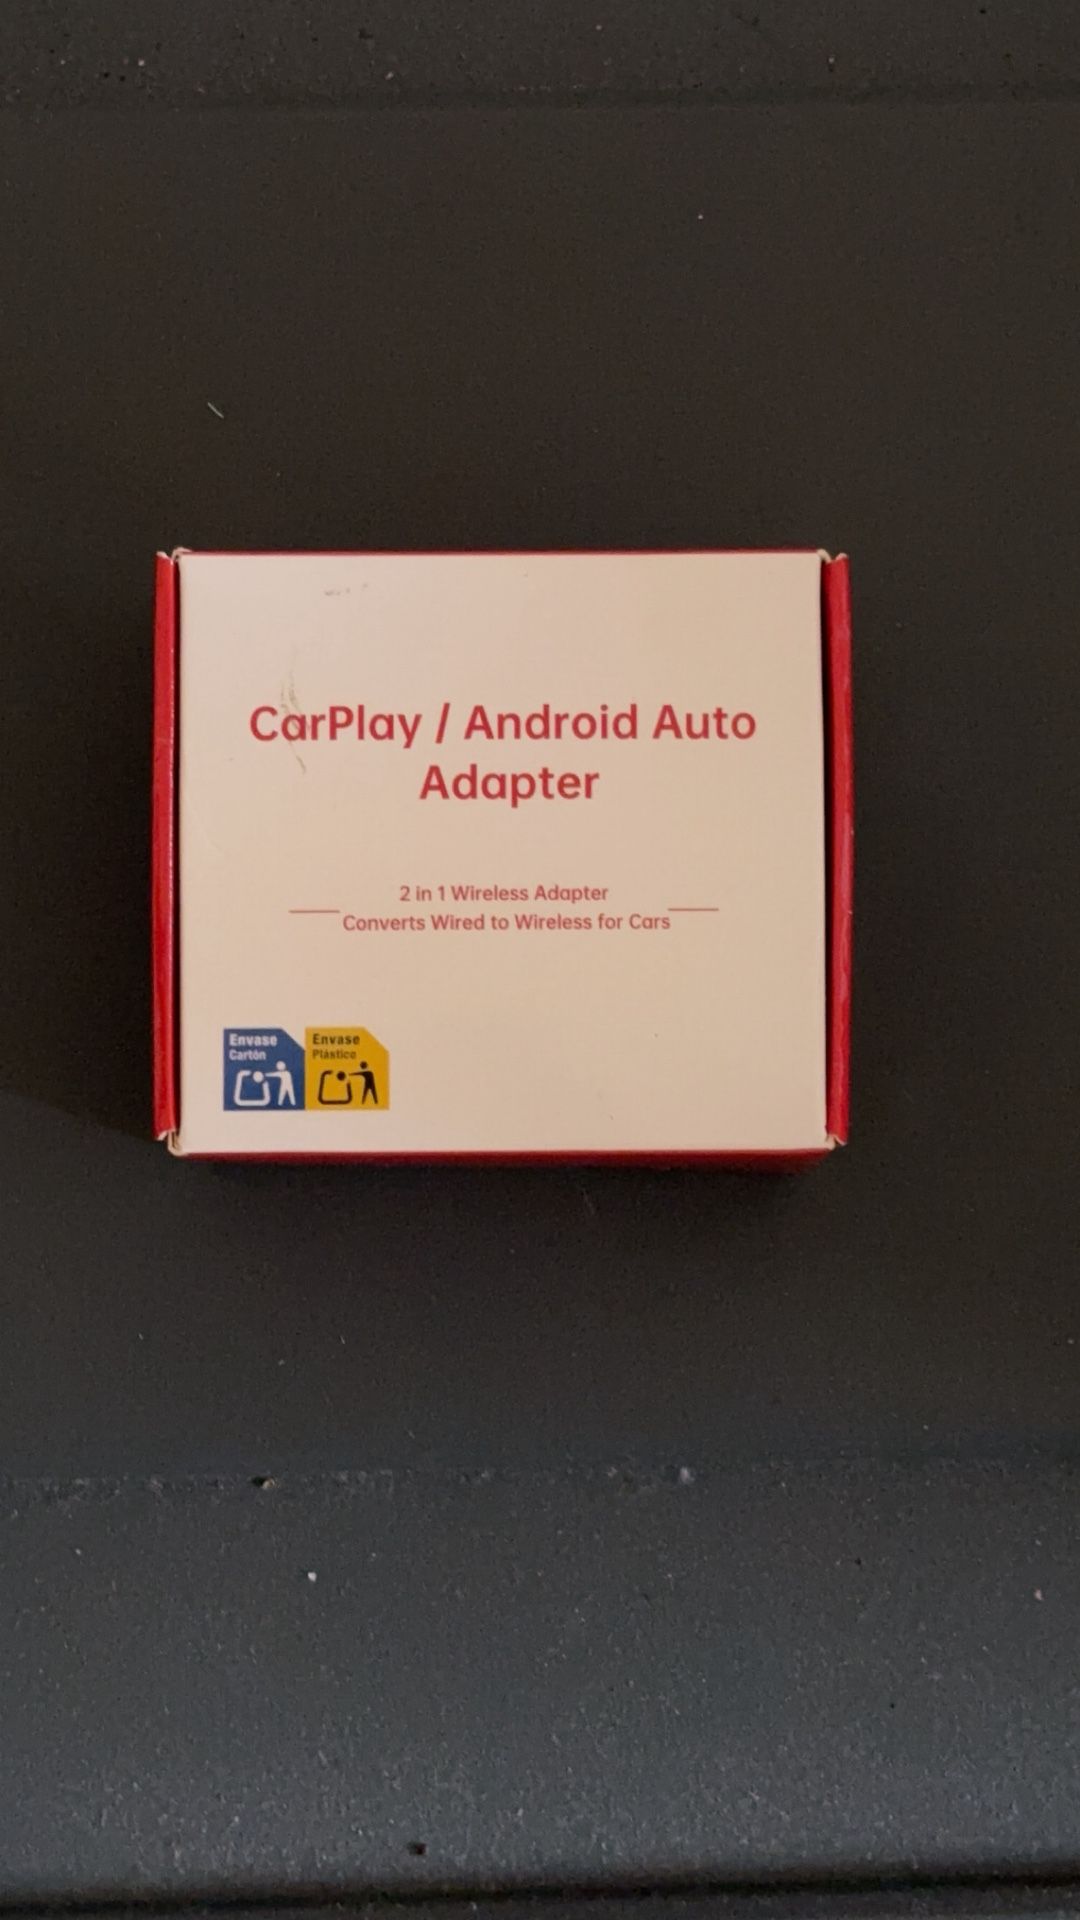 CarPlay / Android Auto
Adapter
2 in 1 Wireless Adapter
Converts Wired to Wireless for Cars
Envase
Cartón
Envase
Plástico